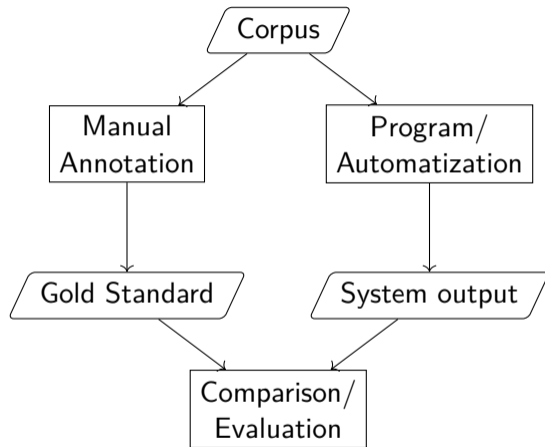 Corpus
Manual
Annotation
Program/
Automatization
Gold Standard
System output
Comparison/
Evaluation